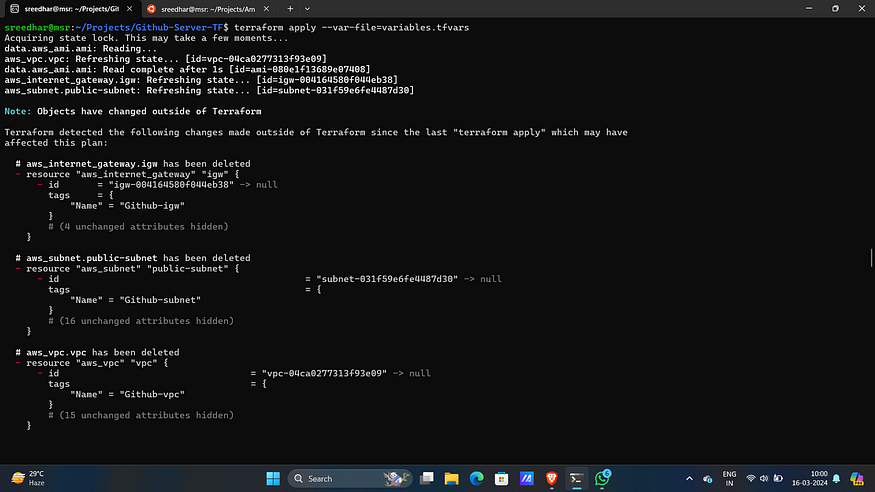 sreedhar@msr: ~/Projects/Git
sreedhar@msr: ~/Projects/Am
sreedhar@msr:~/Projects/Github-Server-TF$ terraform apply --var-file=variables.tfvars
Acquiring state lock. This may take a few moments...
data.aws_ami.ami: Reading...
aws_vpc.vpc: Refreshing state... [id=vpc-04ca0277313f93e09]
data.aws_ami.ami: Read complete after 1s [id=ami-080e1f13689e07408]
aws_internet_gateway.igw: Refreshing state... [id=igw-004164580f044eb38]
aws_subnet.public-subnet: Refreshing state... [id=subnet-031f59e6fe4487d30]
Note: Objects have changed outside of Terraform
Terraform detected the following changes made outside of Terraform since the last "terraform apply" which may have
affected this plan:
# aws_internet_gateway.igw has been deleted
- resource "aws_internet_gateway" "igw" {
- id = "igw-004164580f044eb38" -> null
tags = {
"Name" = "Github-igw"
}
# (4 unchanged attributes hidden)
}
# aws_subnet.public-subnet has been deleted
- resource "aws_subnet" "public-subnet" {
- id = "subnet-031f59e6fe4487d30" -> null
tags = {
"Name" = "Github-subnet"
}
# (16 unchanged attributes hidden)
}
# aws_vpc.vpc has been deleted
- resource "aws_vpc" "vpc" {
- id = "vpc-04ca0277313f93e09" -> null
tags = {
"Name" = "Github-vpc"
}
# (15 unchanged attributes hidden)
}
29°C
Haze
Search
6
ENG
IN
10:00
16-03-2024